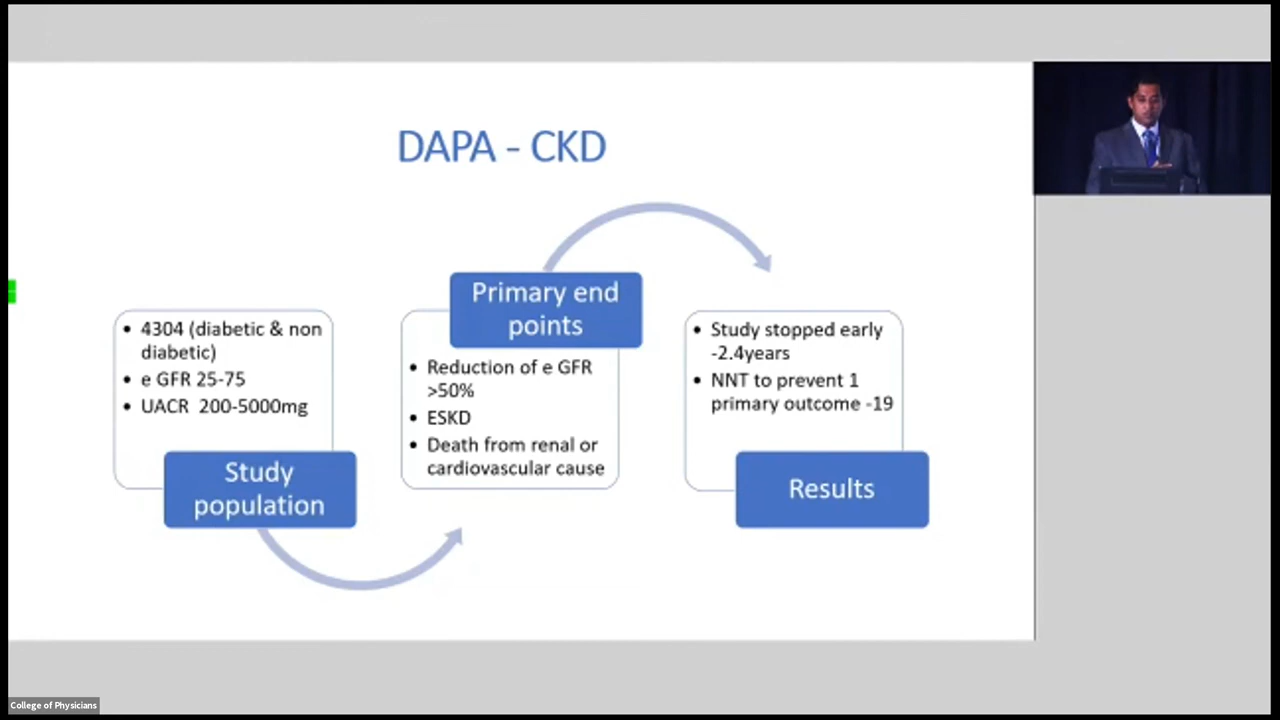 DAPA - CKD
• 4304 (diabetic & non
diabetic)
• e GFR 25-75
• UACR  200-5000mg
Study
population
Primary end
points
• Reduction of e GFR
>50%
• ESKD
• Death from renal or
cardiovascular cause
• Study stopped early
-2.4years
• NNT to prevent 1
primary outcome -19
Results
College of Physicians